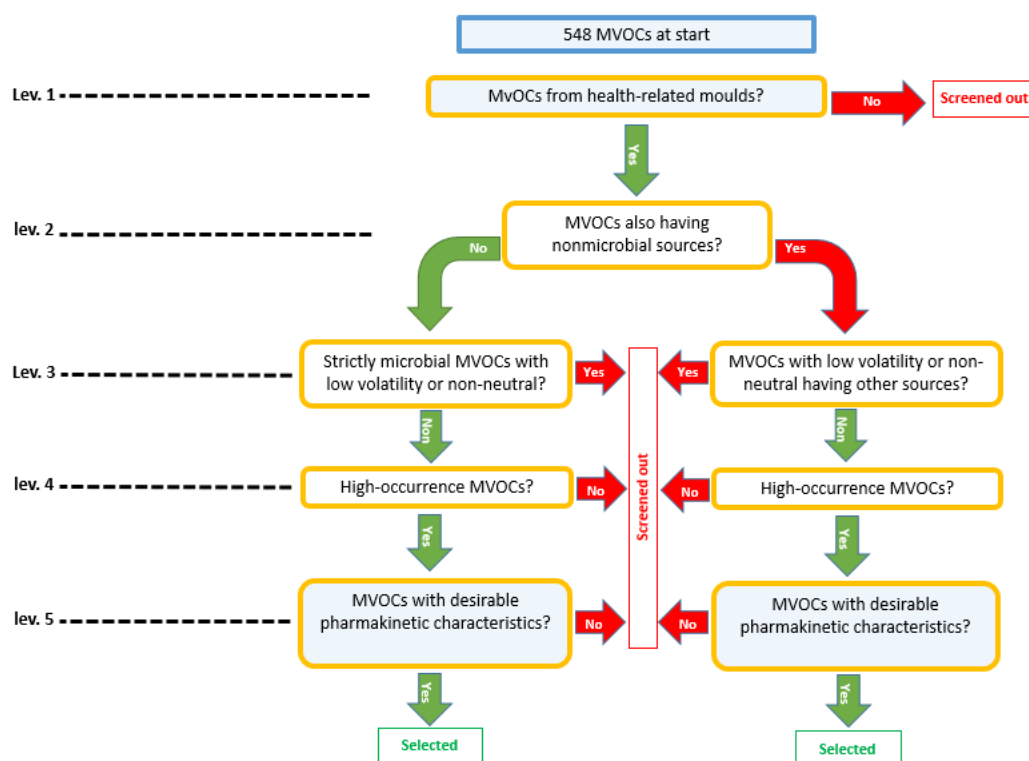 548 MVOCs at start
Lev. 1
MvOCs from health-related moulds?
No
Screened out
Yes
lev. 2
MVOCs also having
nonmicrobial sources?
No
Yes
Lev. 3
Strictly microbial MVOCs with
low volatility or non-neutral?
Yes
Yes
MVOCs with low volatility or non-
neutral having other sources?
Non
Non
Screened out
lev. 4
High-occurrence MVOCs?
No
No
High-occurrence MVOCs?
Yes
Yes
lev. 5
MVOCs with desirable
pharmakinetic characteristics?
No
No
MVOCs with desirable
pharmakinetic characteristics?
Yes
Yes
Selected
Selected